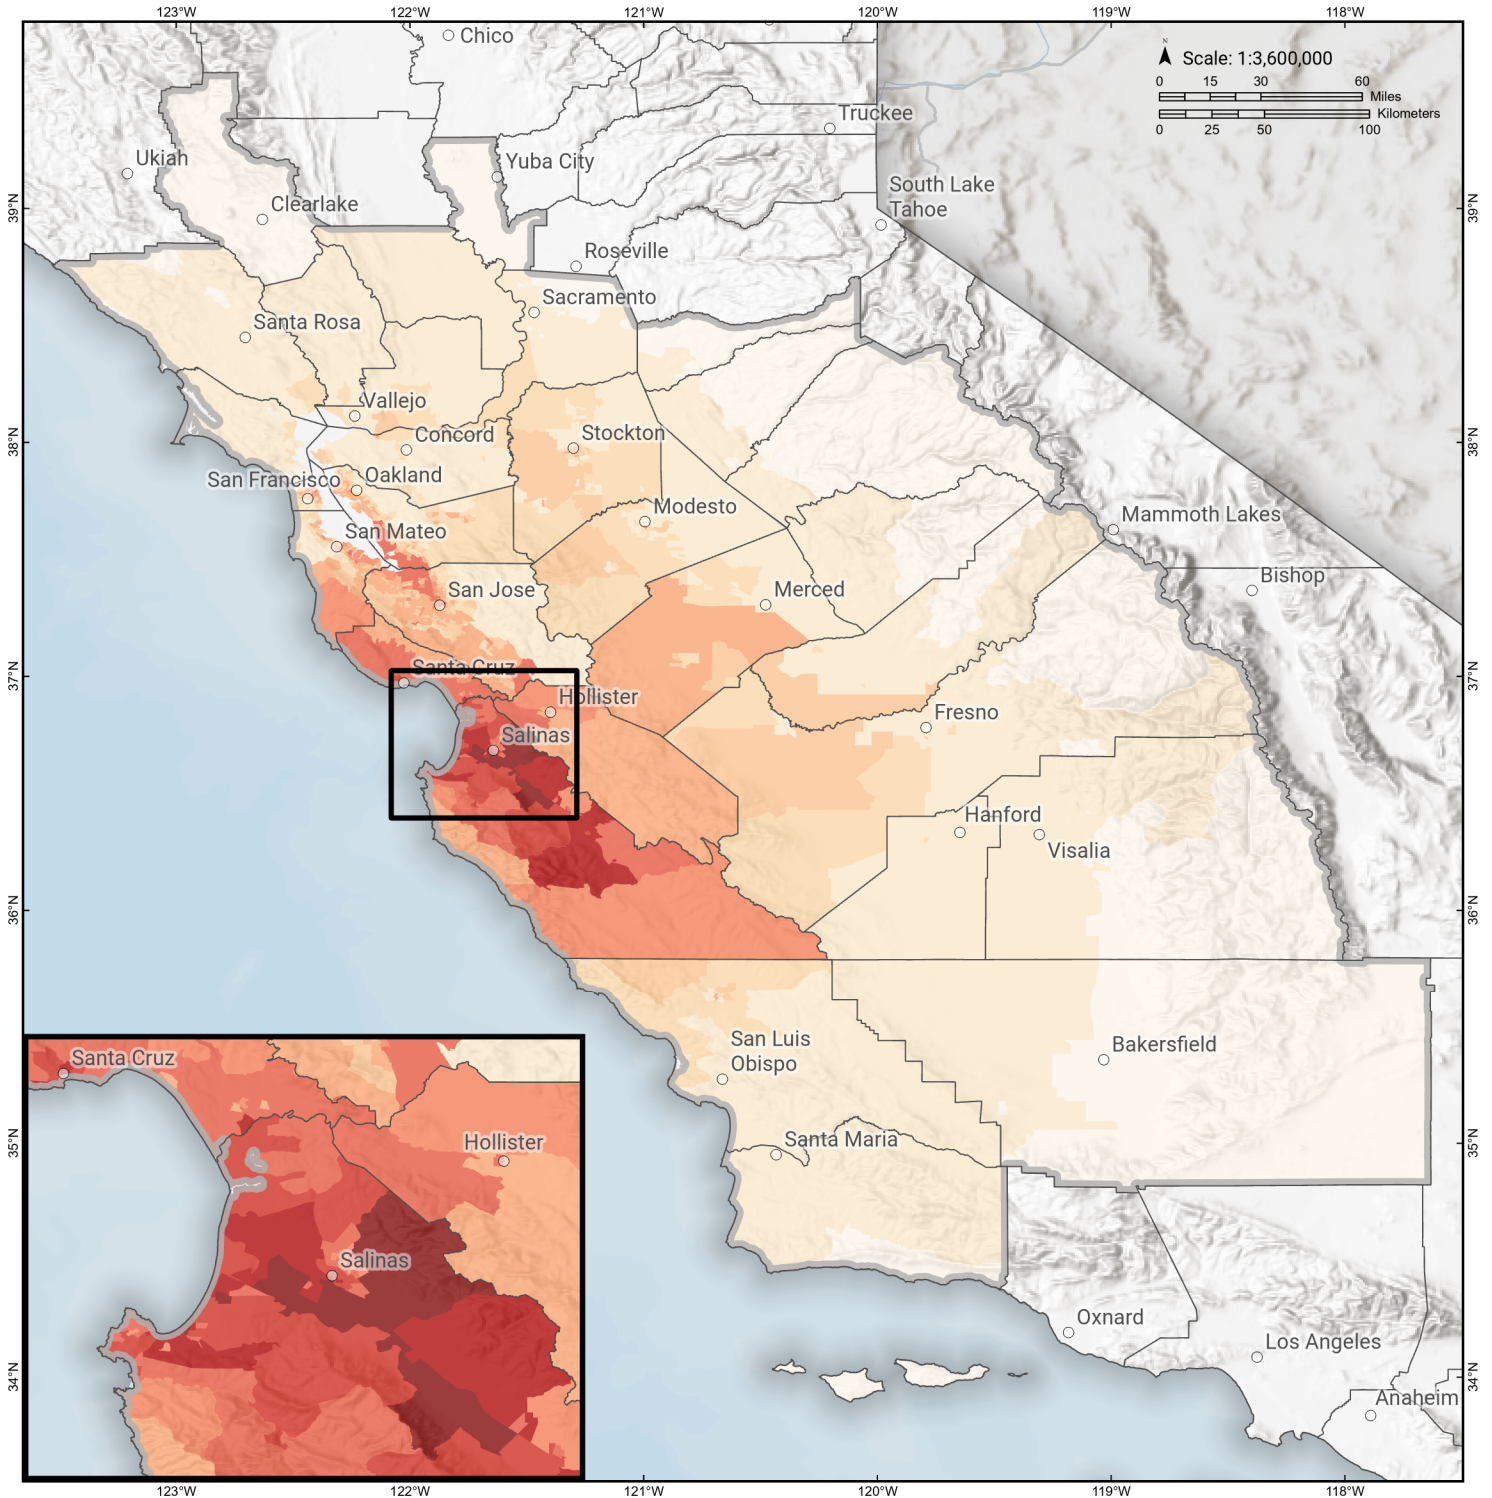 123°W
122°W
121°W
120°W
119°W
118°W
Chico
N
Scale: 1:3,600,000
0
15
30
60
Miles
Kilometers
0
25
50
100
Truckee
Ukiah
Yuba City
South Lake
Tahoe
39°N
39°N
Clearlake
Roseville
Sacramento
Santa Rosa
Vallejo
Concord
Stockton
38°N
38°N
San Francisco
Oakland
Modesto
Mammoth Lakes
San Mateo
Bishop
San Jose
Merced
37°N
37°N
Santa Cruz
Hollister
Fresno
Salinas
Hanford
Visalia
36°N
36°N
San Luis
Obispo
Bakersfield
Santa Cruz
35°N
35°N
Santa Maria
Hollister
Salinas
Oxnard
Los Angeles
34°N
34°N
Anaheim
123°W
122°W
121°W
120°W
119°W
118°W